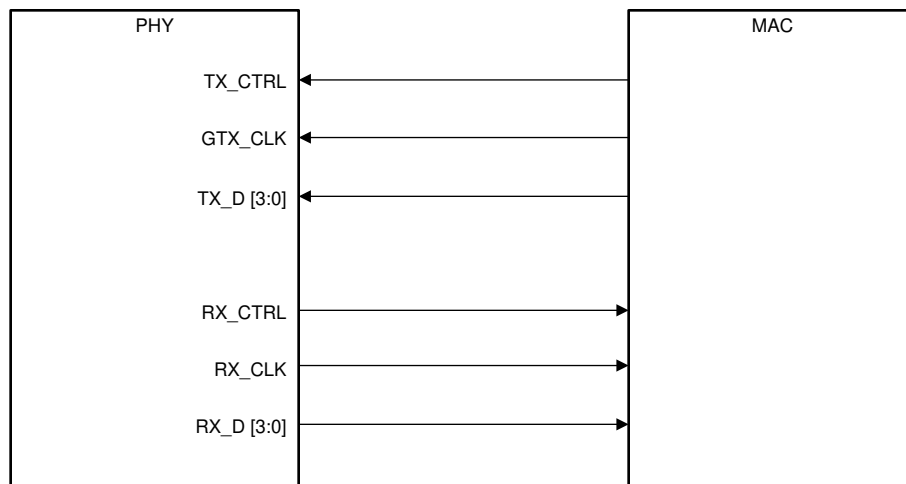 PHY
MAC
TX_CTRL
GTX_CLK
TX_D [3:0]
RX_CTRL
RX_CLK
RX_D [3:0]